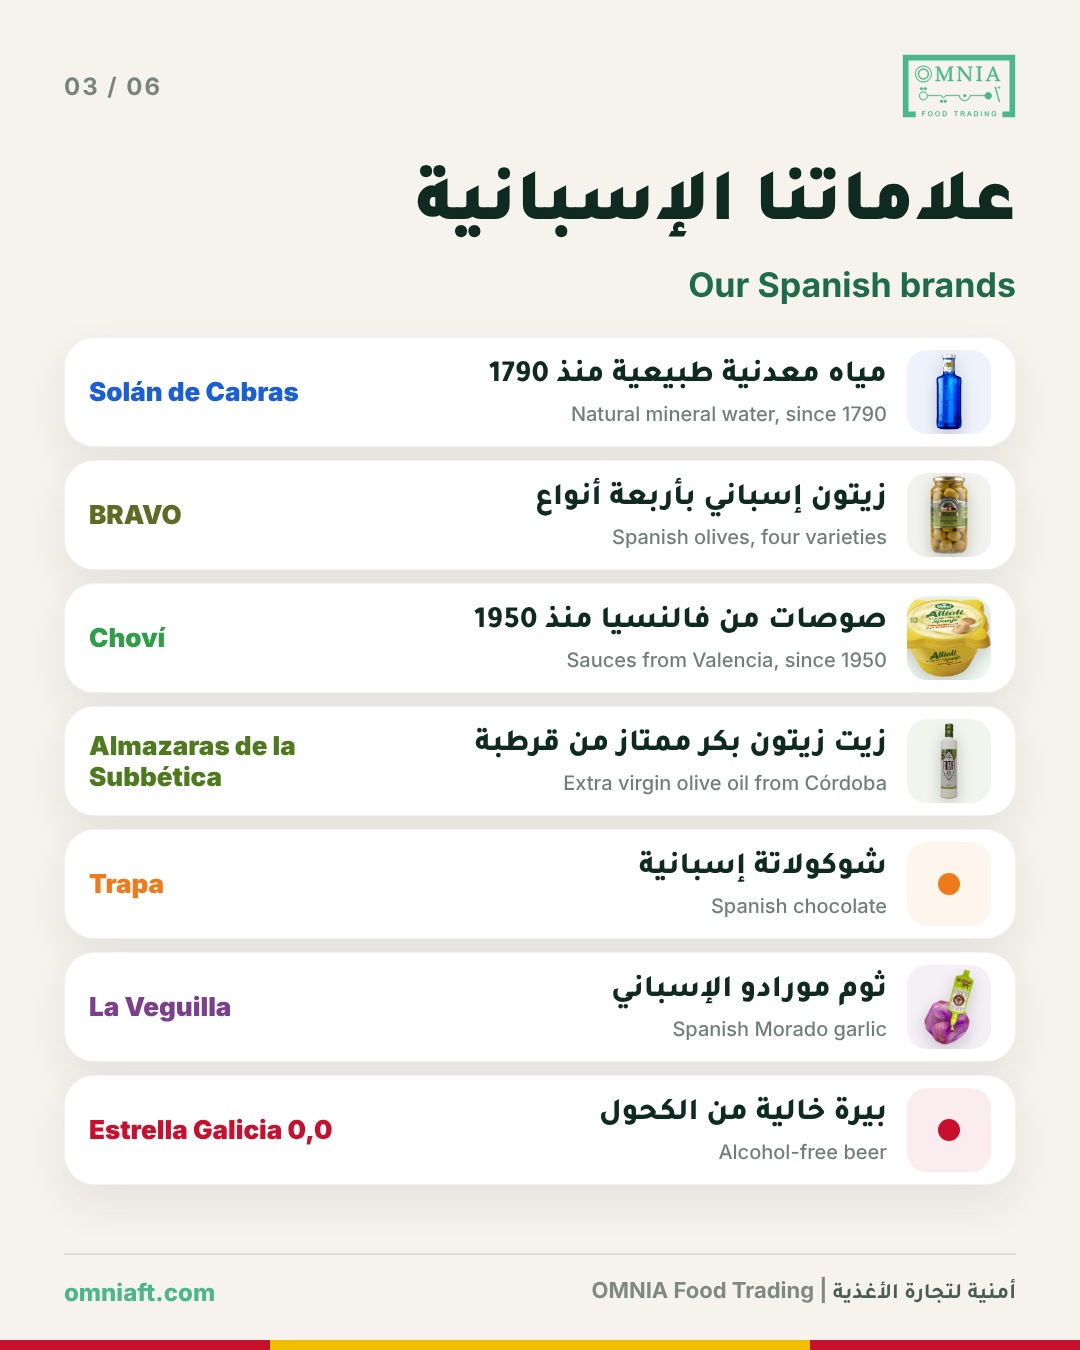 03 / 06
OMNIA
أمنية
FOOD TRADING
علاماتنا الإسبانية
Our Spanish brands
مياه معدنية طبيعية منذ 1790
Natural mineral water, since 1790
Solán de Cabras
زيتون إسباني بأربعة أنواع
Spanish olives, four varieties
BRAVO
صوصات من فالنسيا منذ 1950
Sauces from Valencia, since 1950
Choví
Allioli
Allioli
زيت زيتون بكر ممتاز من قرطبة
Extra virgin olive oil from Córdoba
Almazaras de la
Subbética
شوكولاتة إسبانية
Spanish chocolate
Trapa
ثوم مورادو الإسباني
Spanish Morado garlic
La Veguilla
بيرة خالية من الكحول
Alcohol-free beer
Estrella Galicia 0,0
أمنية لتجارة الأغذية | OMNIA Food Trading
omniaft.com